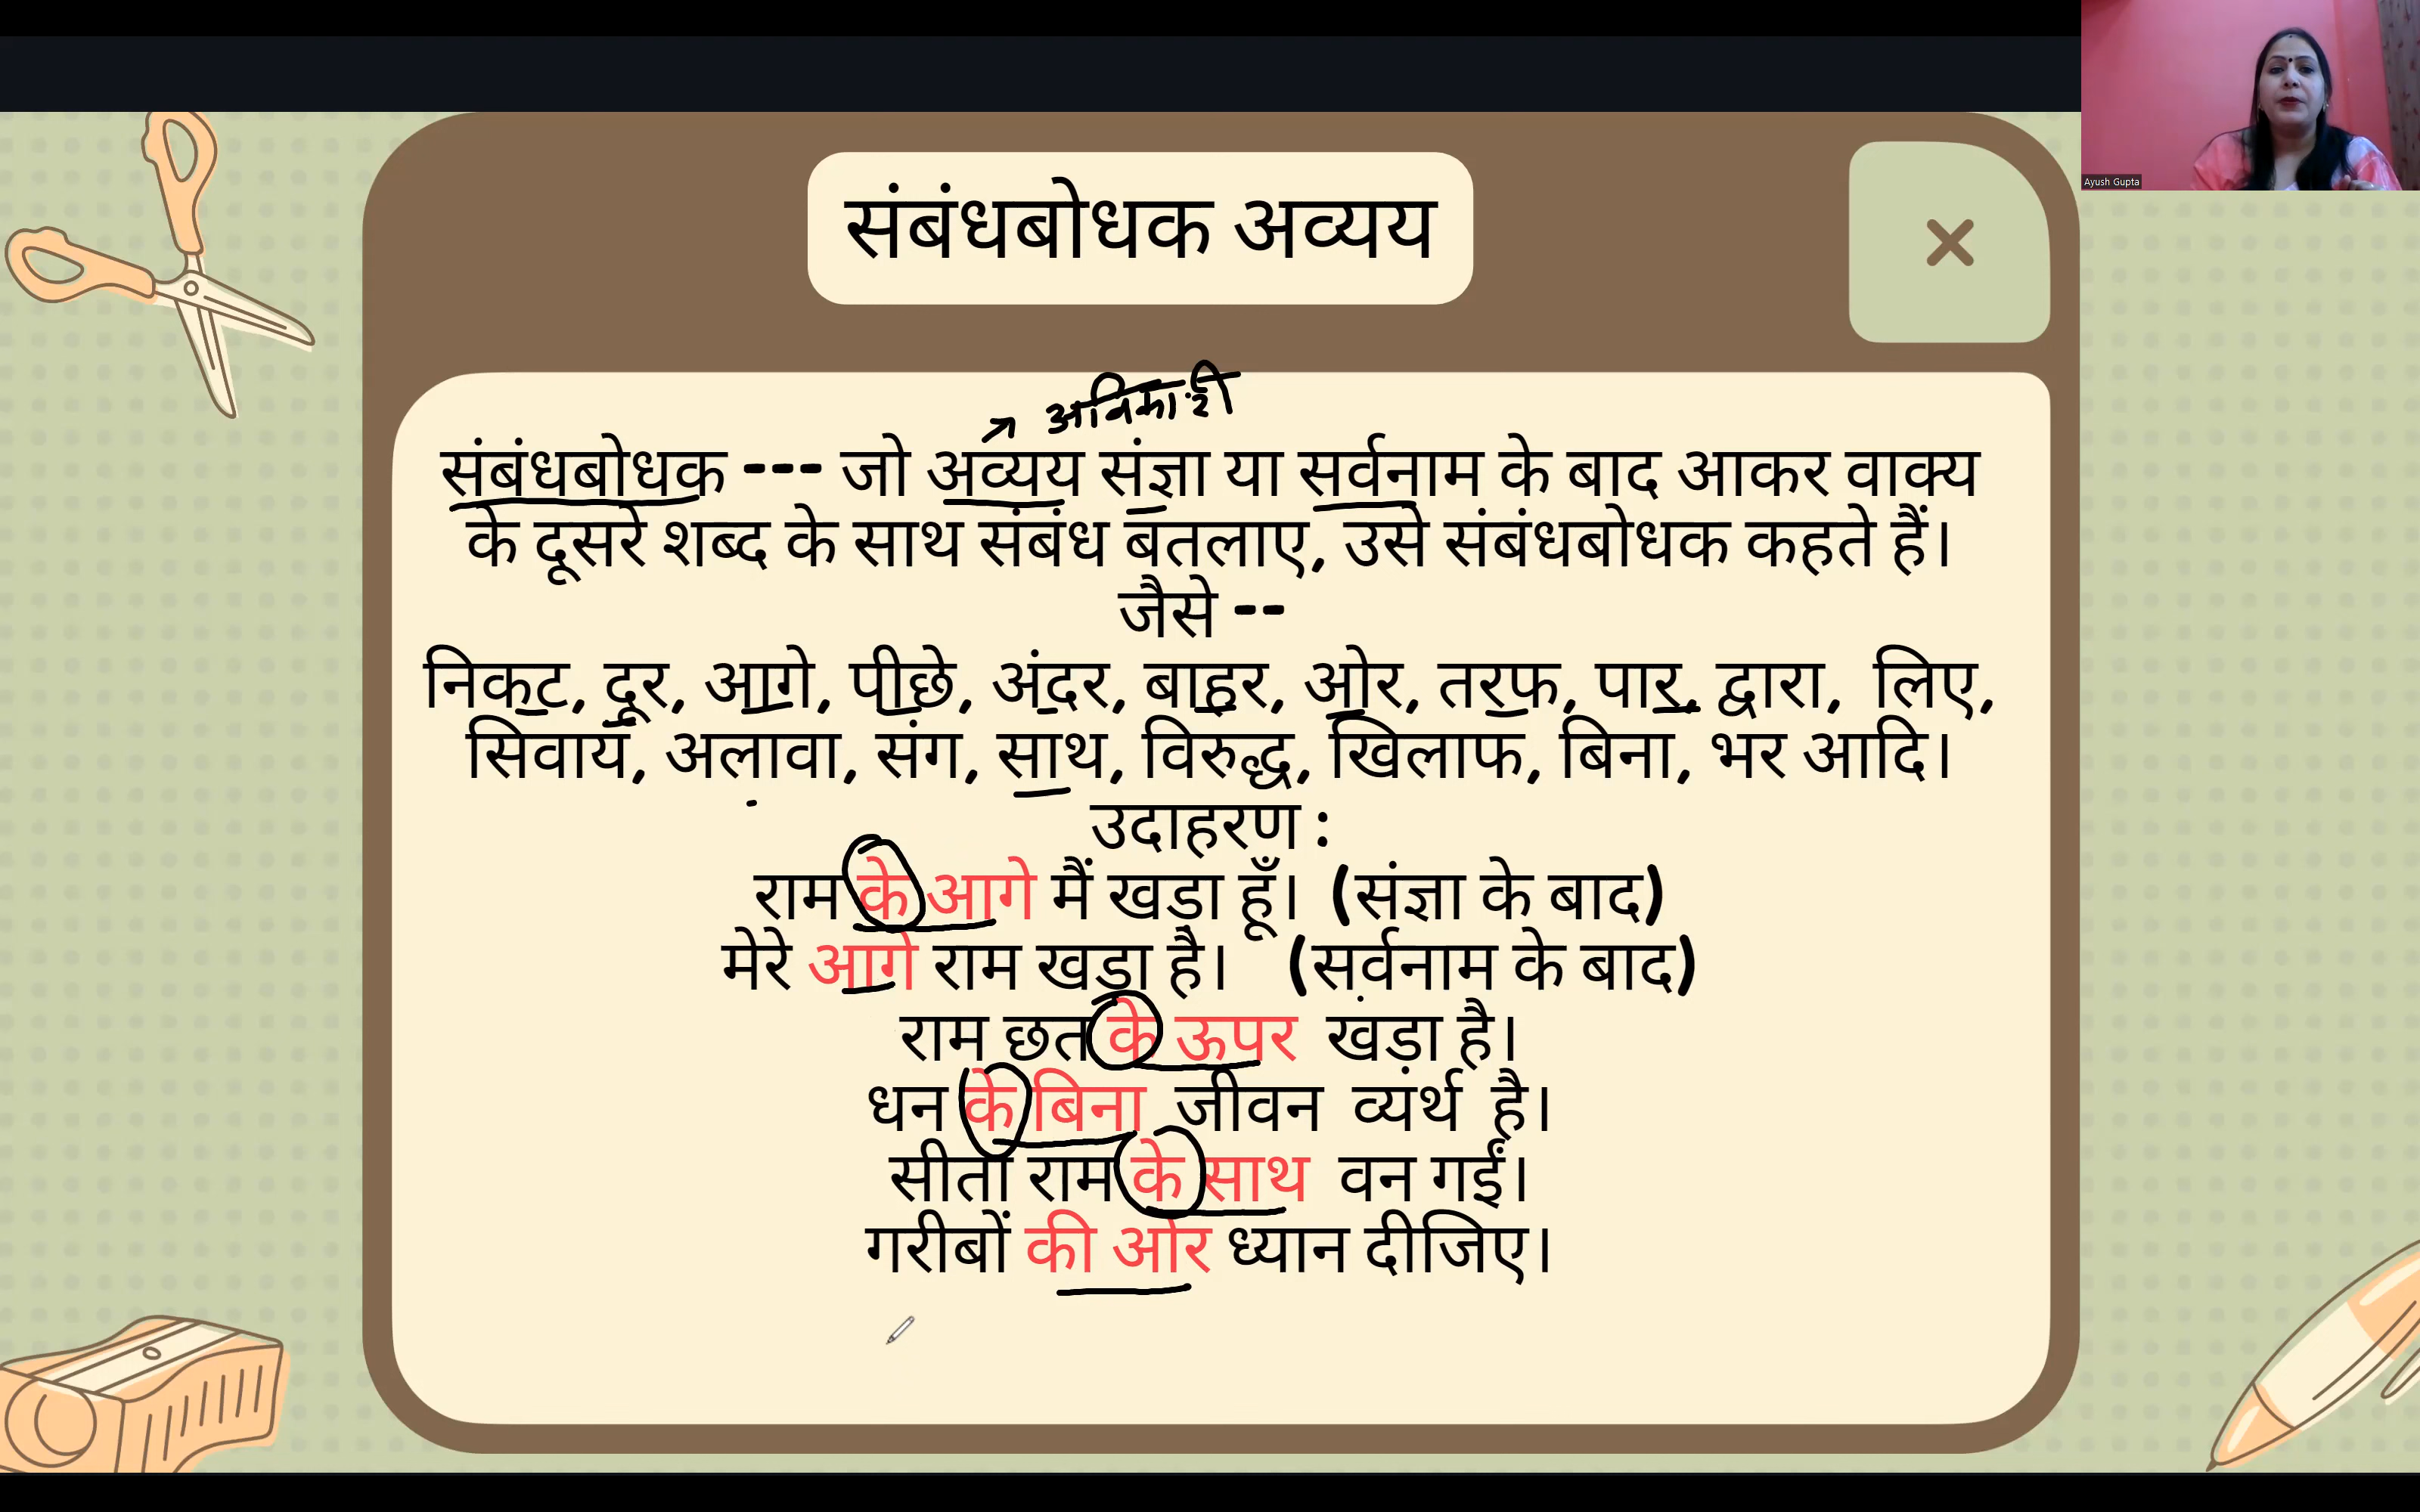 Ayush Gupta
संबंधबोधक अव्यय
संबंधबोधक --- जो अव्यय संज्ञा या सर्वनाम के बाद आकर वाक्य
के दूसरे शब्द के साथ संबंध बतलाए, उसे संबंधबोधक कहते हैं।
जैसे --
निकट, दूर, आगे, पीछे, अंदर, बाहर, ओर, तरफ, पार, द्वारा, लिए,
सिवाय, अलावा, संग, साथ, विरुद्ध, खिलाफ, बिना, भर आदि।
उदाहरण :
राम के आगे मैं खड़ा हूँ। (संज्ञा के बाद)
मेरे आगे राम खड़ा है। (सर्वनाम के बाद)
राम छत के ऊपर खड़ा है।
धन के बिना जीवन व्यर्थ है।
सीता राम के साथ वन गईं।
गरीबों की ओर ध्यान दीजिए।